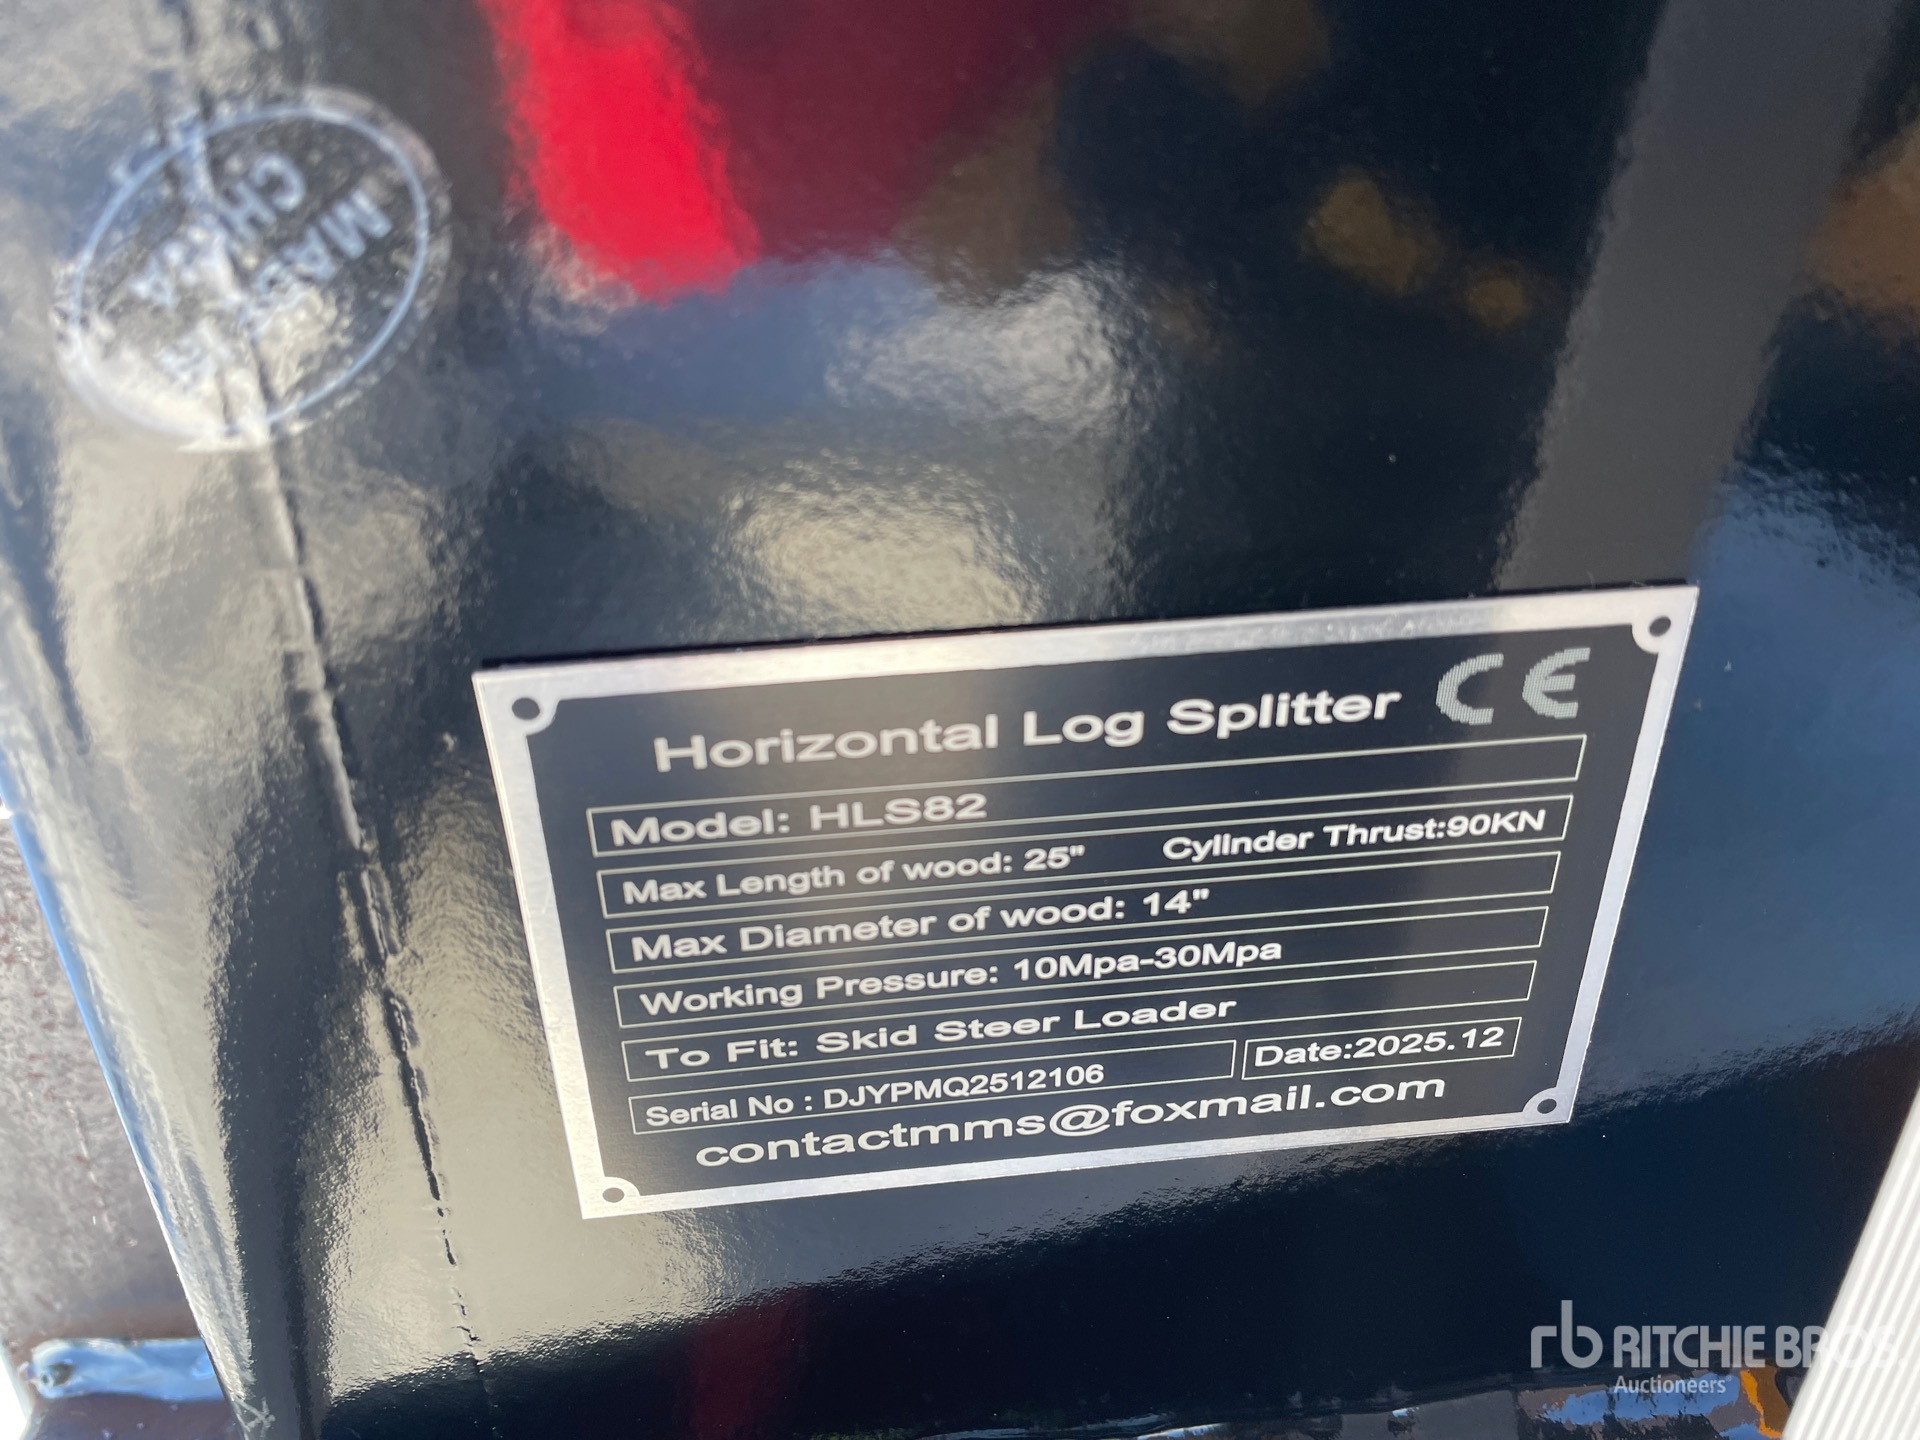 MADE IN
CHINA
Horizontal Log Splitter CE
Model: HLS82
Max Length of wood: 25" Cylinder Thrust:90KN
Max Diameter of wood: 14"
Working Pressure: 10Mpa-30Mpa
To Fit: Skid Steer Loader
Serial No : DJYPMQ2512106 Date:2025.12
contactmms@foxmail.com
rb RITCHIE BROS.
Auctioneers